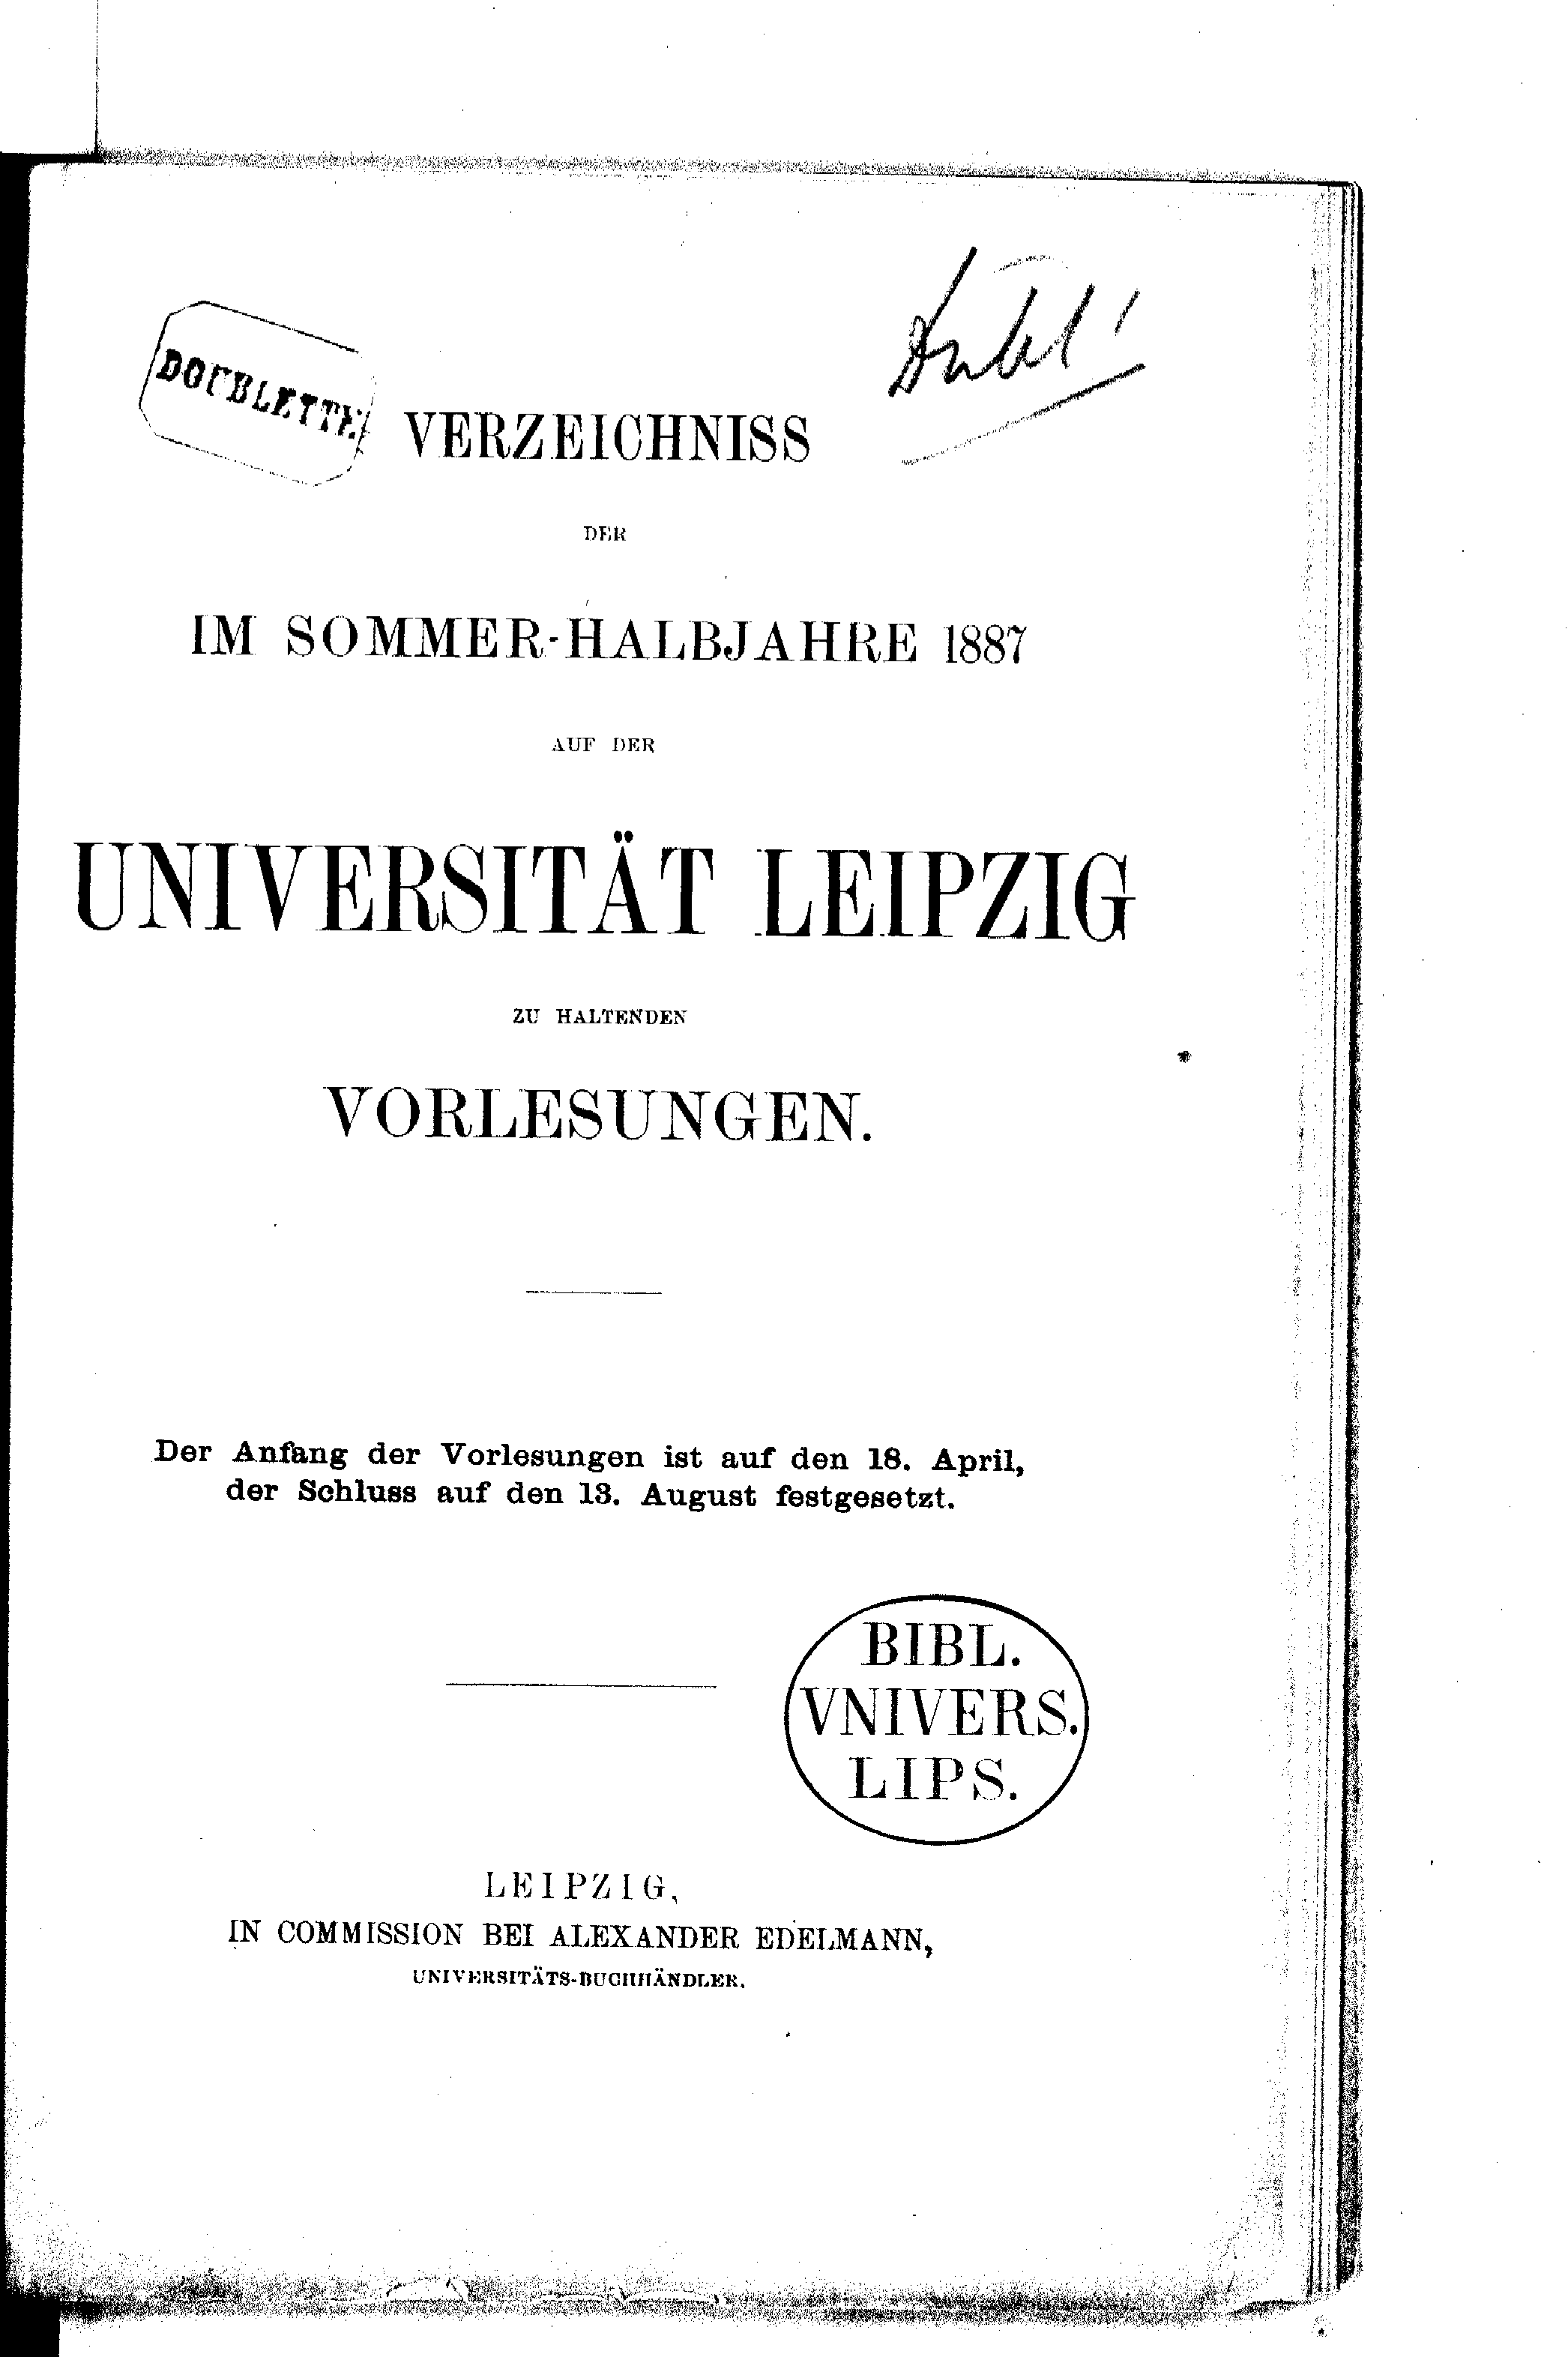 DOUBLETTE
VERZEICHNISS
DER
IM SOMMER-HALBJAHRE 1887
AUF DER
UNIVERSITÄT LEIPZIG
ZU HALTENDEN
VORLESUNGEN.
Der Anfang der Vorlesungen ist auf den 18. April,
der Schluss auf den 13. August festgesetzt.
BIBL.
VNIVERS.
LIPS.
LEIPZIG,
IN COMMISSION BEI ALEXANDER EDELMANN,
UNIVERSITÄTS-BUCHHÄNDLER.